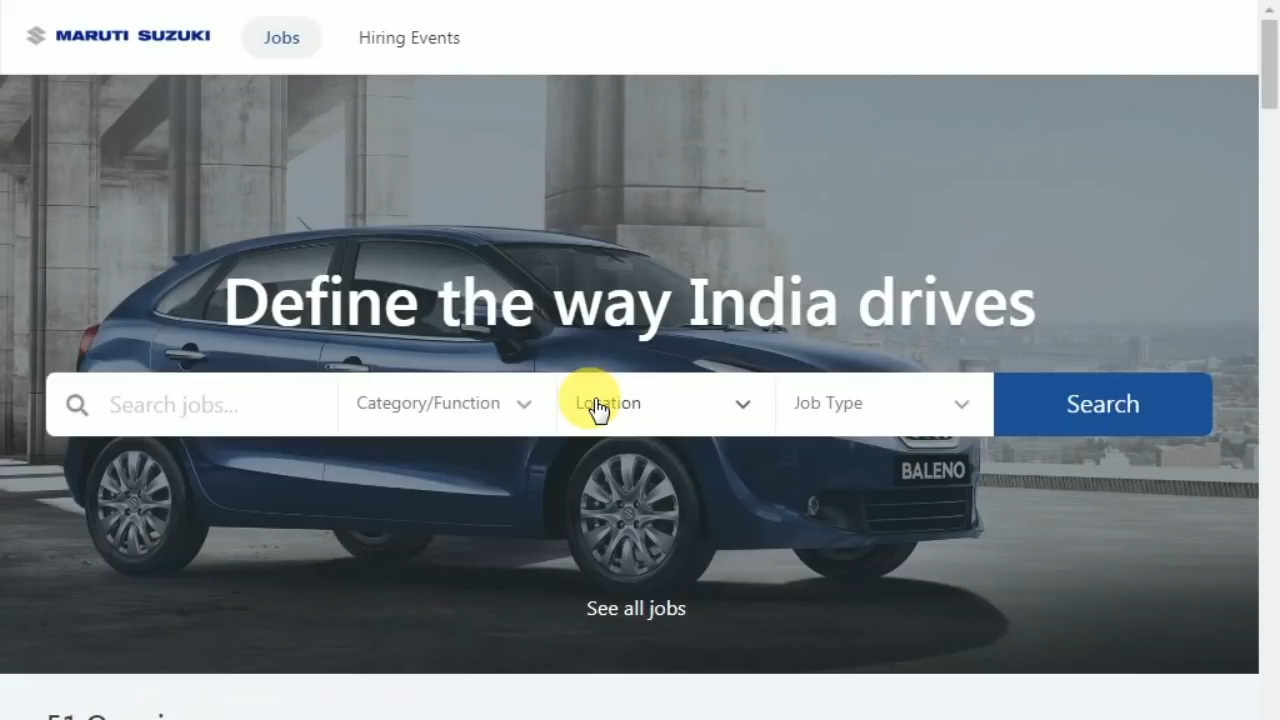 MARUTI SUZUKI Jobs Hiring Events
Define the way India drives
Search jobs... Category/Function Location Job Type Search
BALENO
See all jobs